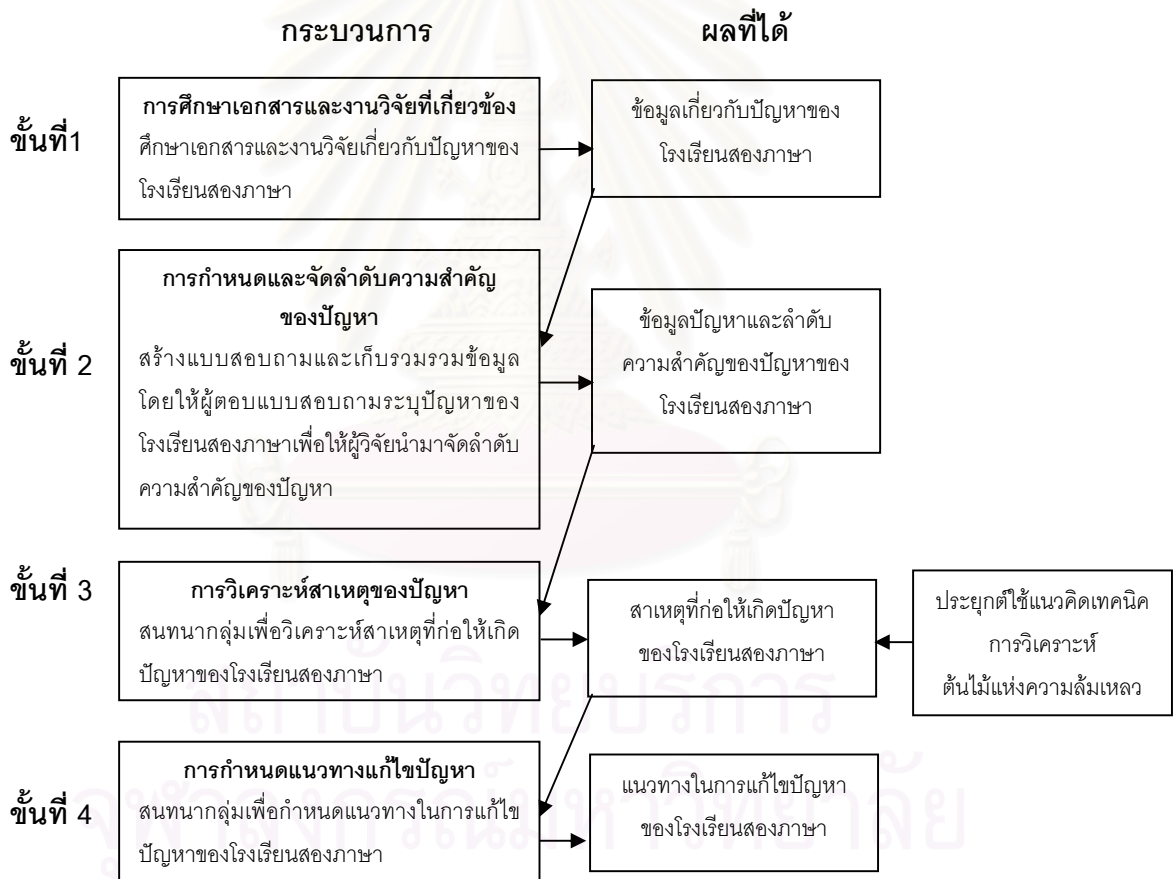 กระบวนการ
ผลที่ได้
ขั้นที่1
การศึกษาเอกสารและงานวิจัยที่เกี่ยวข้อง
ศึกษาเอกสารและงานวิจัยเกี่ยวกับปัญหาของ
โรงเรียนสองภาษา
ข้อมูลเกี่ยวกับปัญหาของ
โรงเรียนสองภาษา
ขั้นที่ 2
การกำหนดและจัดลำดับความสำคัญ
ของปัญหา
สร้างแบบสอบถามและเก็บรวมรวมข้อมูล
โดยให้ผู้ตอบแบบสอบถามระบุปัญหาของ
โรงเรียนสองภาษาเพื่อให้ผู้วิจัยนำมาจัดลำดับ
ความสำคัญของปัญหา
ข้อมูลปัญหาและลำดับ
ความสำคัญของปัญหาของ
โรงเรียนสองภาษา
ขั้นที่ 3
การวิเคราะห์สาเหตุของปัญหา
สนทนากลุ่มเพื่อวิเคราะห์สาเหตุที่ก่อให้เกิด
ปัญหาของโรงเรียนสองภาษา
สาเหตุที่ก่อให้เกิดปัญหา
ของโรงเรียนสองภาษา
ประยุกต์ใช้แนวคิดเทคนิค
การวิเคราะห์
ต้นไม้แห่งความล้มเหลว
ขั้นที่ 4
การกำหนดแนวทางแก้ไขปัญหา
สนทนากลุ่มเพื่อกำหนดแนวทางในการแก้ไข
ปัญหาของโรงเรียนสองภาษา
แนวทางในการแก้ไขปัญหา
ของโรงเรียนสองภาษา
สถาบันวิทยบริการ
จุฬาลงกรณ์มหาวิทยาลัย